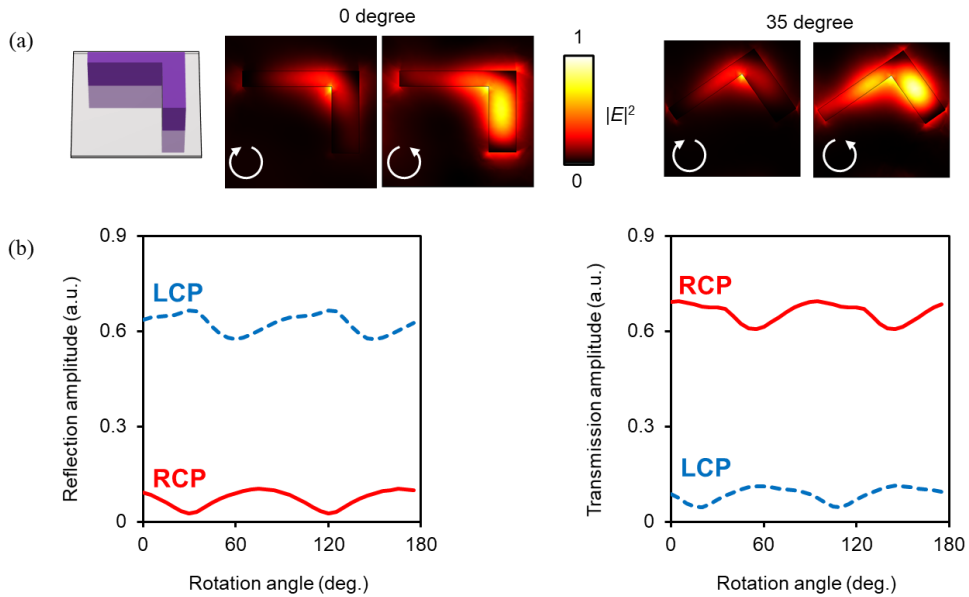 (a)
0 degree
35 degree
1
|E|²
0
(b)
0.9
0.6
0.3
0
Reflection amplitude (a.u.)
LCP
RCP
0
60
120
180
Rotation angle (deg.)
0.9
0.6
0.3
0
Transmission amplitude (a.u.)
RCP
LCP
0
60
120
180
Rotation angle (deg.)